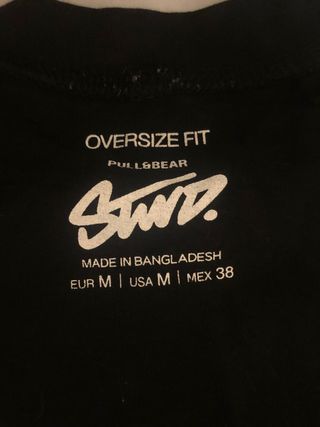 OVERSIZE FIT
PULL&BEAR
STWD.
MADE IN BANGLADESH
EUR M | USA M | MEX 38